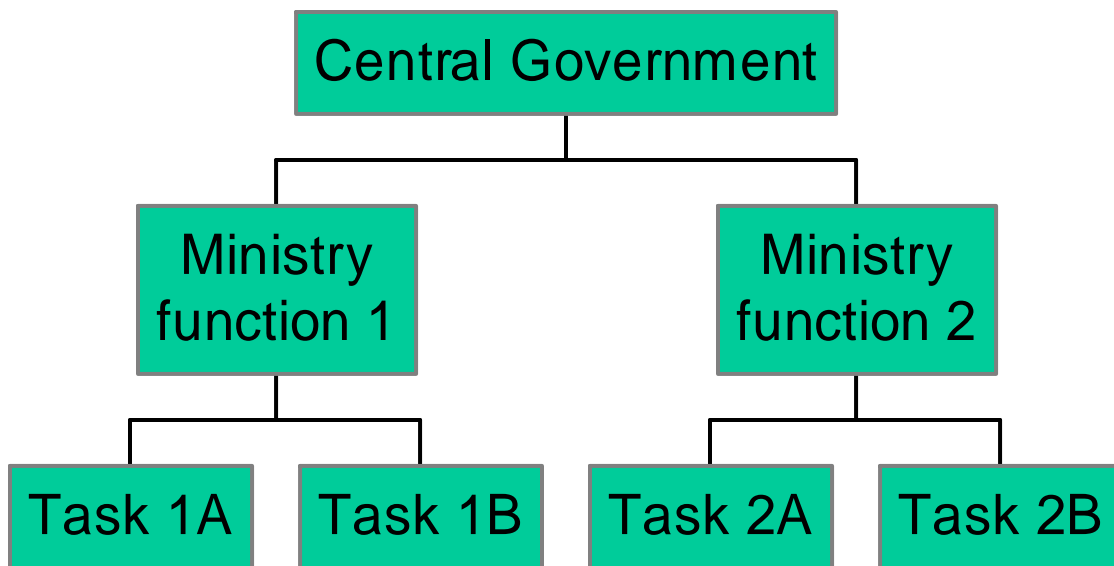 Central Government
Ministry
function 1
Ministry
function 2
Task 1A
Task 1B
Task 2A
Task 2B